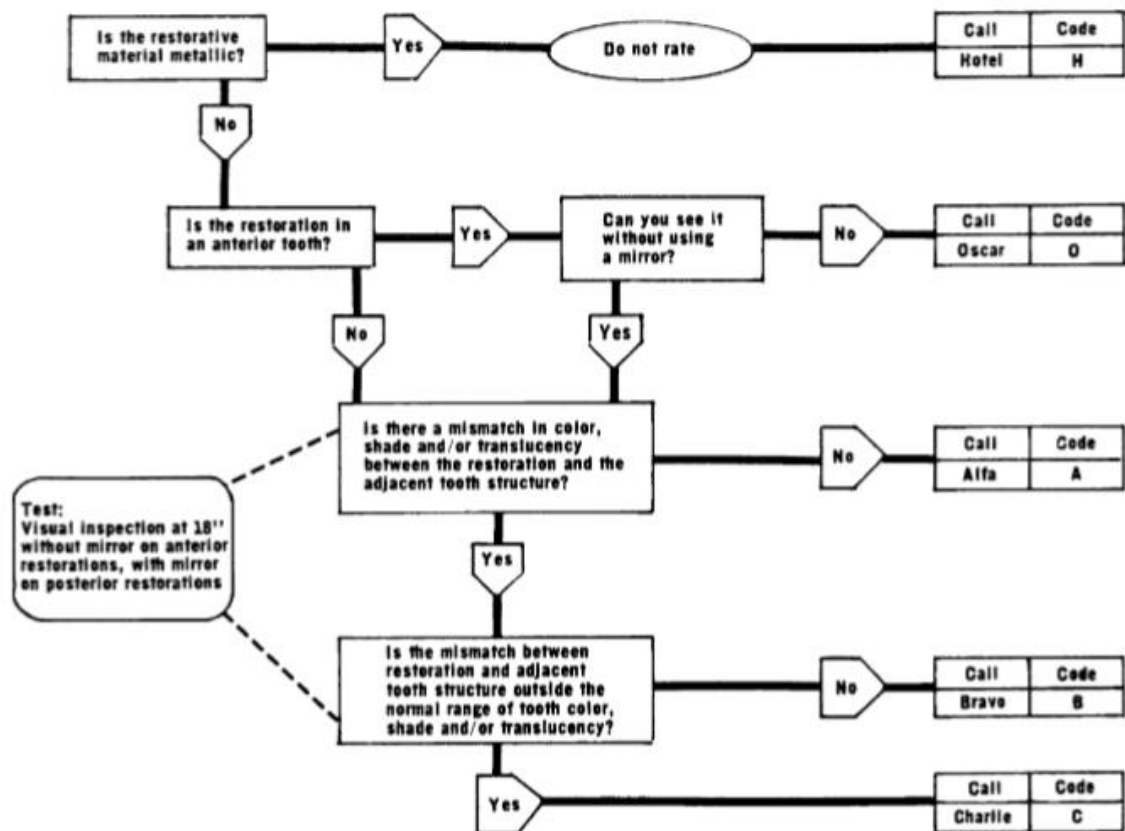 Is the restorative
material metallic?
Yes
Do not rate
Call Code
Hotel H
No
Is the restoration in
an anterior tooth?
Yes
Can you see it
without using
a mirror?
No
Call Code
Oscar O
No
Yes
Is there a mismatch in color,
shade and/or translucency
between the restoration and the
adjacent tooth structure?
No
Call Code
Alfa A
Test:
Visual inspection at 18"
without mirror on anterior
restorations, with mirror
on posterior restorations
Yes
Is the mismatch between
restoration and adjacent
tooth structure outside the
normal range of tooth color,
shade and/or translucency?
No
Call Code
Bravo B
Yes
Call Code
Charlie C